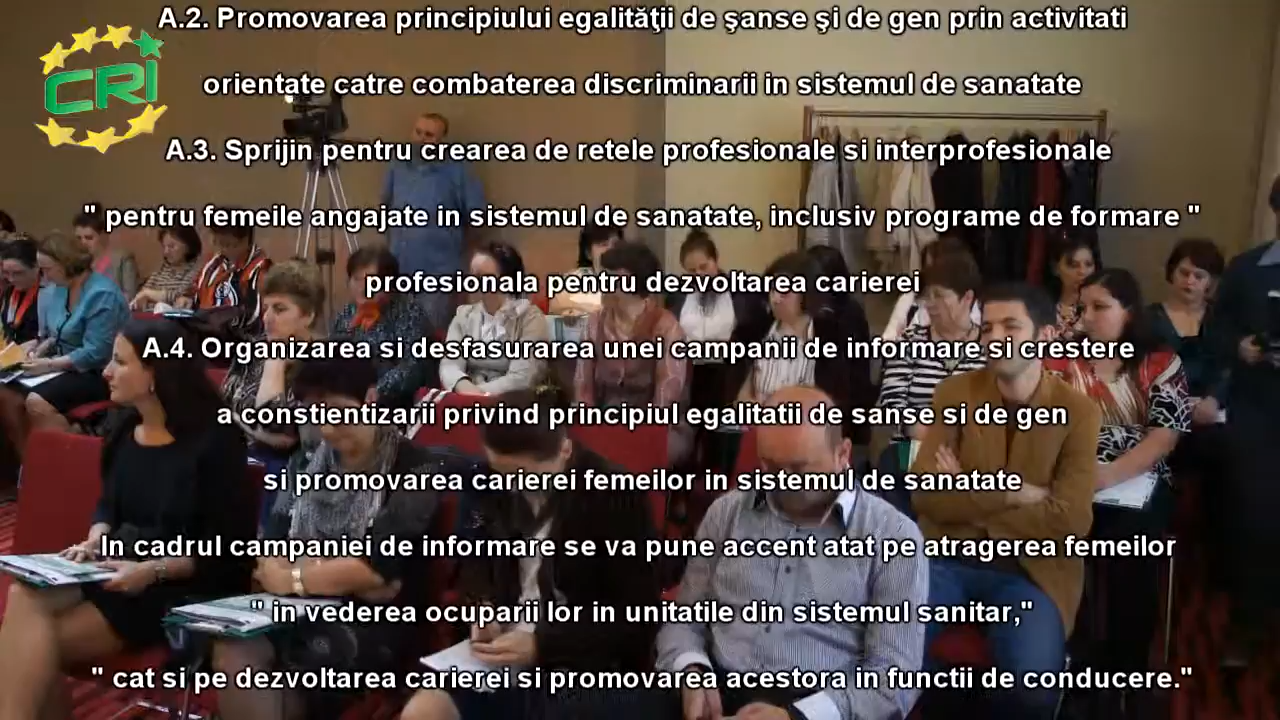 CRI
A.2. Promovarea principiului egalităţii de şanse şi de gen prin activitati
orientate catre combaterea discriminarii in sistemul de sanatate
A.3. Sprijin pentru crearea de retele profesionale si interprofesionale
" pentru femeile angajate in sistemul de sanatate, inclusiv programe de formare "
profesionala pentru dezvoltarea carierei
A.4. Organizarea si desfasurarea unei campanii de informare si crestere
a constientizarii privind principiul egalitatii de sanse si de gen
si promovarea carierei femeilor in sistemul de sanatate
In cadrul campaniei de informare se va pune accent atat pe atragerea femeilor
" in vederea ocuparii lor in unitatile din sistemul sanitar,"
" cat si pe dezvoltarea carierei si promovarea acestora in functii de conducere."